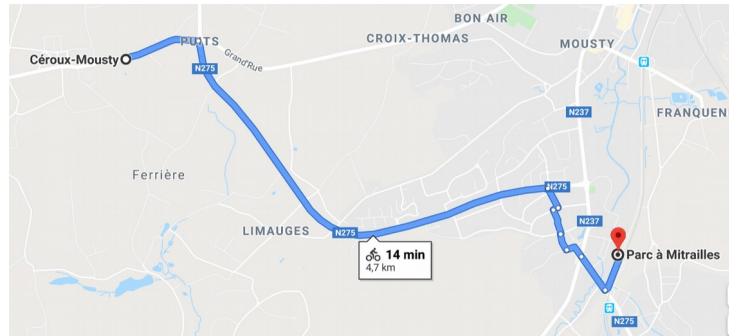 BON AIR
CROIX-THOMAS
PUITS
MOUSTY
Grand'Rue
Céroux-Mousty
N275
N237
FRANQUEN
Ferrière
N275
N237
LIMAUGES
N275
14 min
4,7 km
Parc à Mitrailles
N275